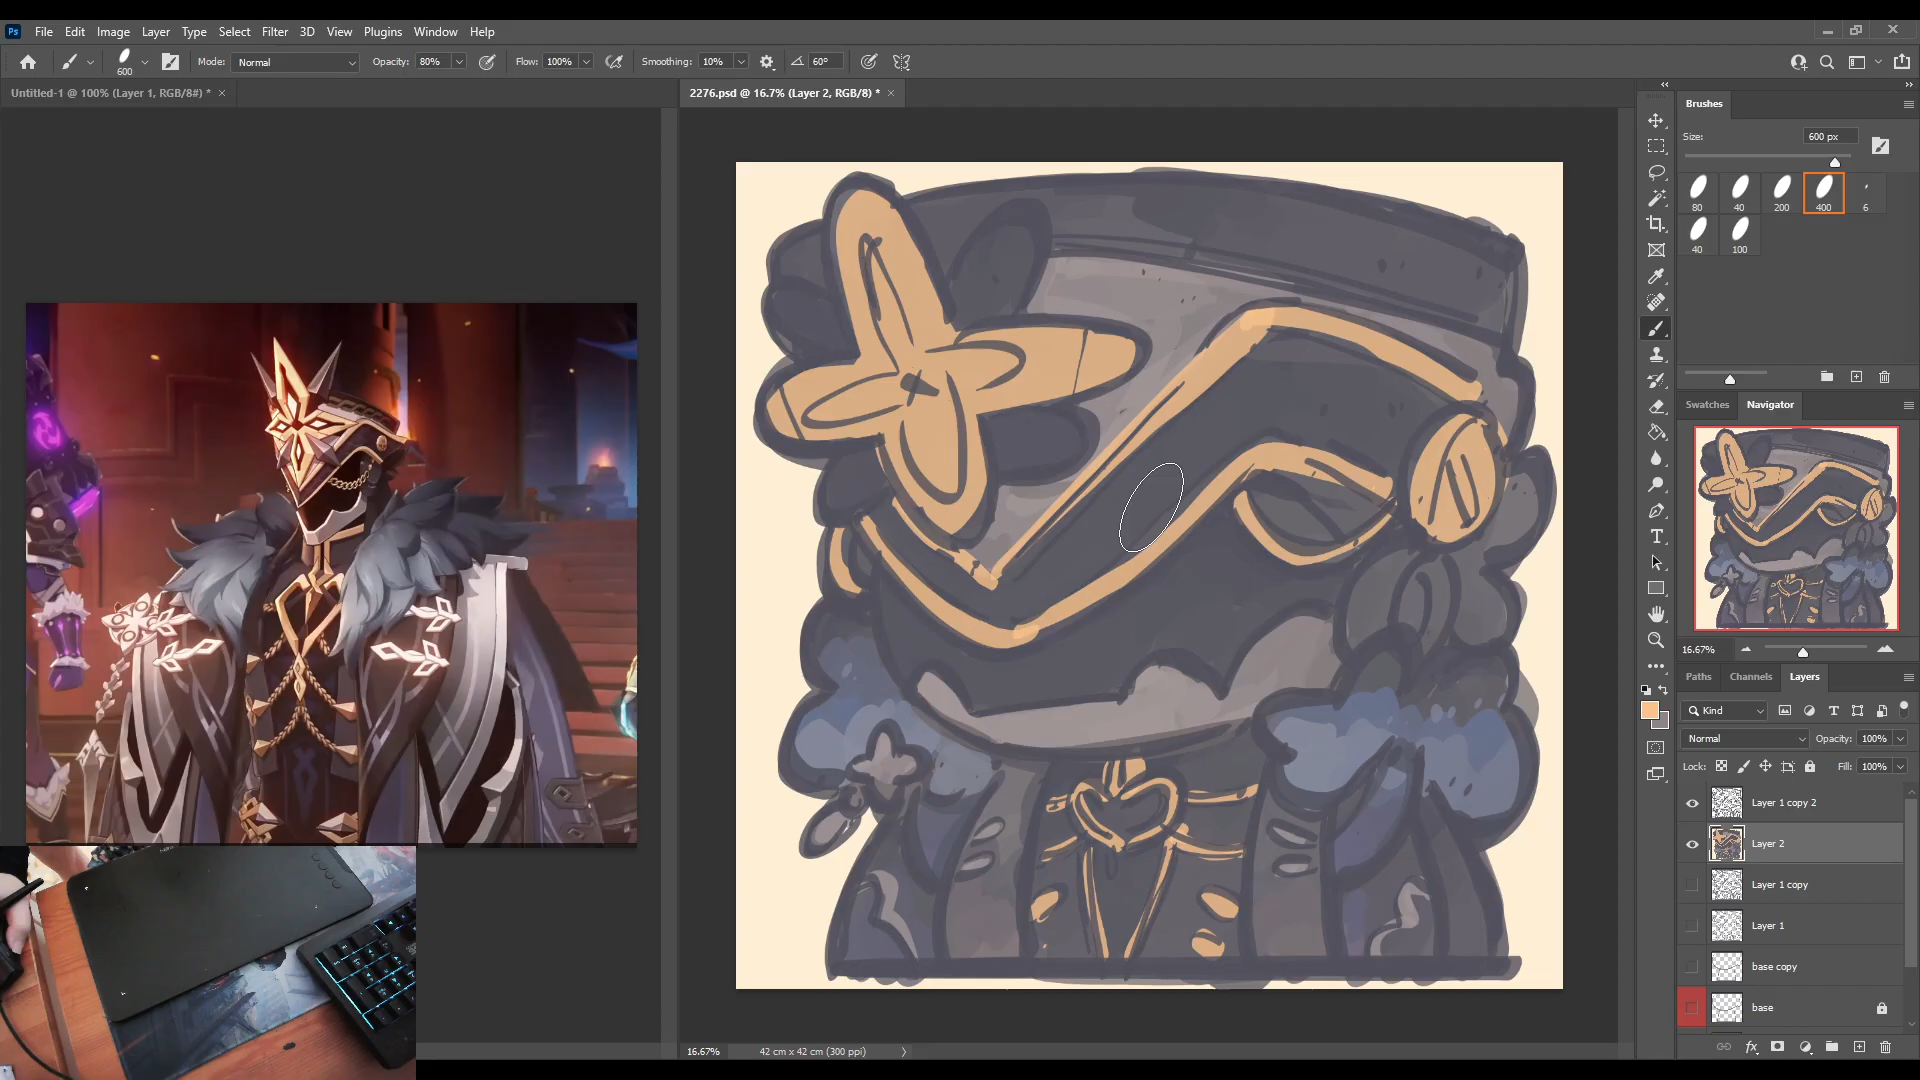 Ps File Edit Image Layer Type Select Filter 3D View Plugins Window Help
600 Mode: Normal Opacity: 80% Flow: 100% Smoothing: 10% 60°
Untitled-1 @ 100% (Layer 1, RGB/8#) * ×
2276.psd @ 16.7% (Layer 2, RGB/8) * ×
Brushes
Size: 600 px
80 40 200 400 6
40 100
Swatches Navigator
16.67%
Paths Channels Layers
Kind
Normal Opacity: 100%
Lock: Fill: 100%
Layer 1 copy 2
Layer 2
Layer 1 copy
Layer 1
base copy
base
16.67% 42 cm x 42 cm (300 ppi)